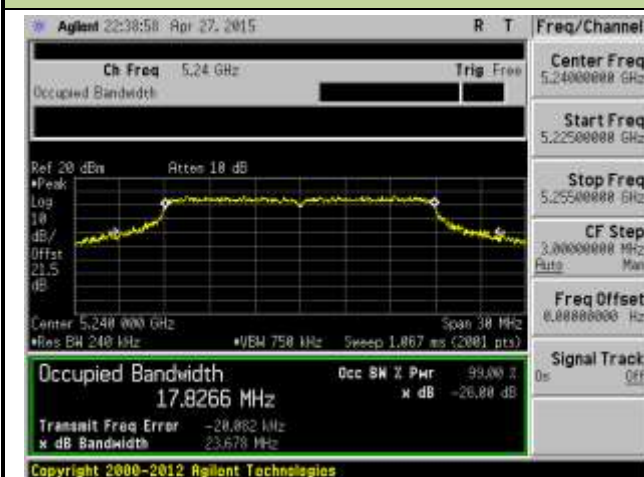 Agilent 22:38:58 Apr 27, 2015 R T
Freq/Channel
Ch Freq 5.24 GHz Trig Free
Occupied Bandwidth
Center Freq
5.24000000 GHz
Start Freq
5.22500000 GHz
Stop Freq
5.25500000 GHz
CF Step
3.00000000 MHz
Auto Man
Freq Offset
0.00000000 Hz
Signal Track
On Off
Ref 20 dBm Atten 10 dB
•Peak
Log
10
dB/
Offst
21.5
dB
Center 5.240 000 GHz Span 30 MHz
•Res BW 240 kHz •VBW 750 kHz Sweep 1.067 ms (2001 pts)
Occupied Bandwidth Occ BW % Pwr 99.00 %
17.8266 MHz x dB -26.00 dB
Transmit Freq Error -20.082 kHz
x dB Bandwidth 23.678 MHz
Copyright 2000-2012 Agilent Technologies